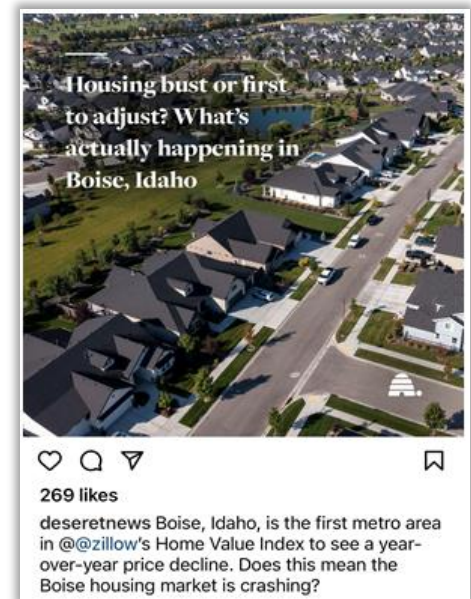 Housing bust or first
to adjust? What's
actually happening in
Boise, Idaho
269 likes
deseretnews Boise, Idaho, is the first metro area
in @@zillow's Home Value Index to see a year-
over-year price decline. Does this mean the
Boise housing market is crashing?